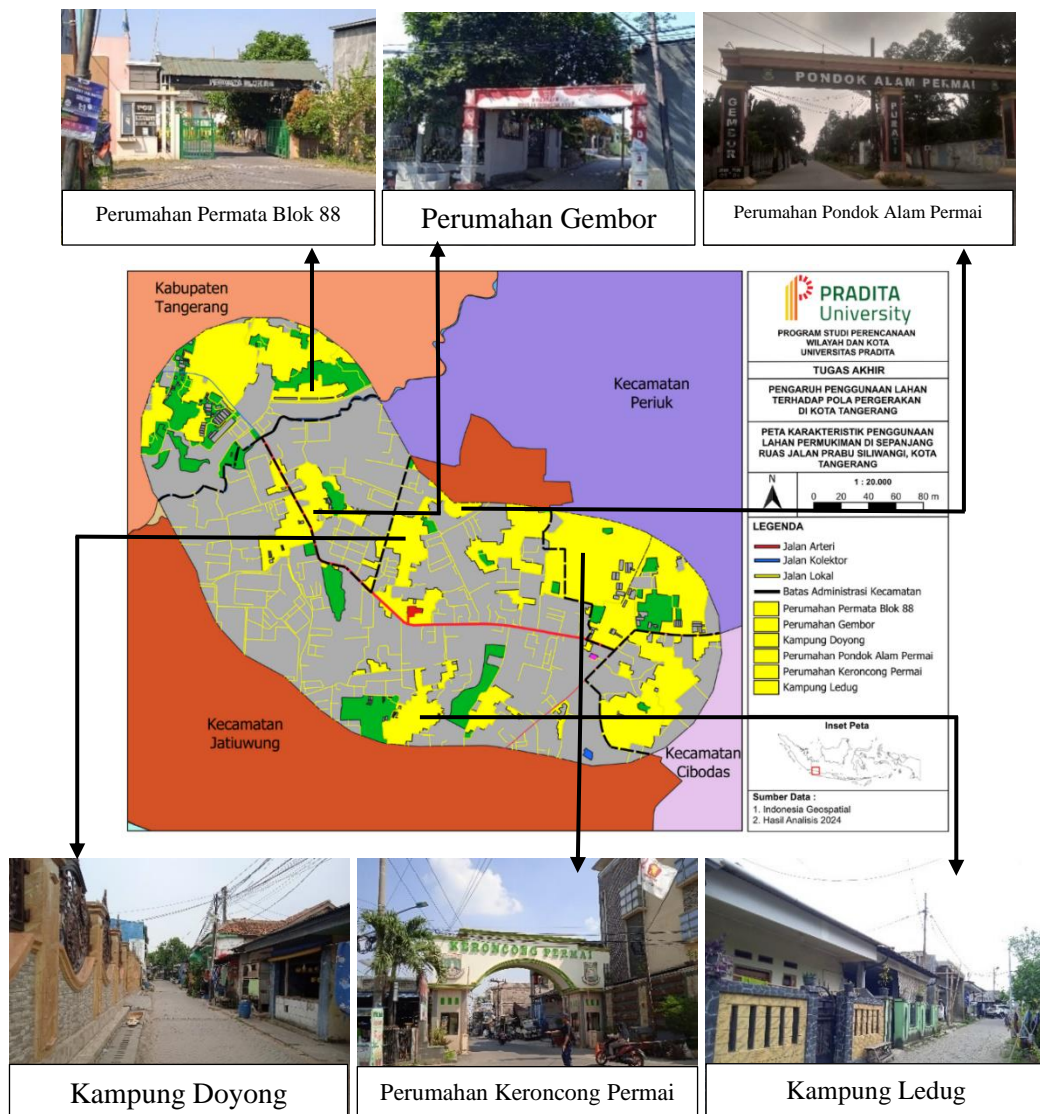 PERMATA BLOK 88
PONDOK ALAM PERMAI
GEMBOR
PURATI
Perumahan Permata Blok 88
Perumahan Gembor
Perumahan Pondok Alam Permai
Kabupaten
Tangerang
Kecamatan
Periuk
Kecamatan
Jatiuwung
Kecamatan
Cibodas
PRADITA
University
PROGRAM STUDI PERENCANAAN
WILAYAH DAN KOTA
UNIVERSITAS PRADITA
TUGAS AKHIR
PENGARUH PENGGUNAAN LAHAN
TERHADAP POLA PERGERAKAN
DI KOTA TANGERANG
PETA KARAKTERISTIK PENGGUNAAN
LAHAN PERMUKIMAN DI SEPANJANG
RUAS JALAN PRABU SILIWANGI, KOTA
TANGERANG
N
1 : 20.000
0 20 40 60 80 m
LEGENDA
Jalan Arteri
Jalan Kolektor
Jalan Lokal
Batas Administrasi Kecamatan
Perumahan Permata Blok 88
Perumahan Gembor
Kampung Doyong
Perumahan Pondok Alam Permai
Perumahan Keroncong Permai
Kampung Ledug
Inset Peta
Sumber Data :
1. Indonesia Geospatial
2. Hasil Analisis 2024
KERONCONG PERMAI
Kampung Doyong
Perumahan Keroncong Permai
Kampung Ledug